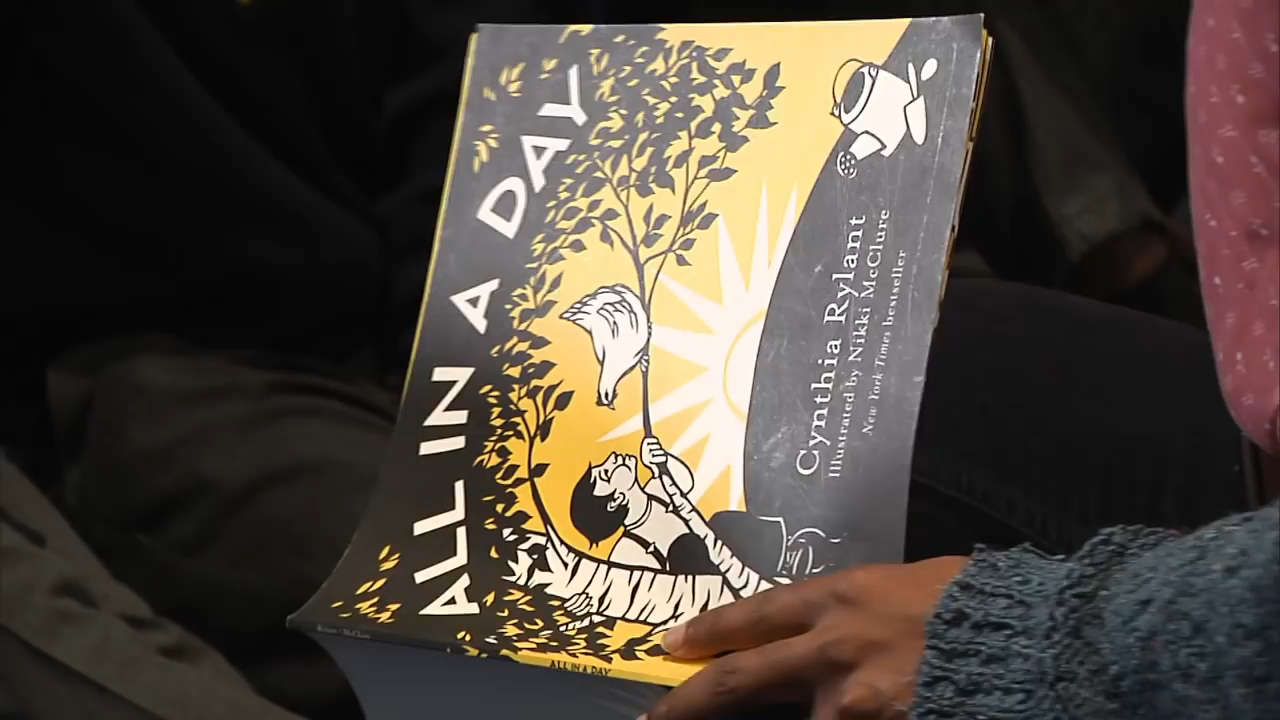 ALL IN A DAY
Cynthia Rylant
Illustrated by Nikki McClure
New York Times bestseller
ALL IN A DAY